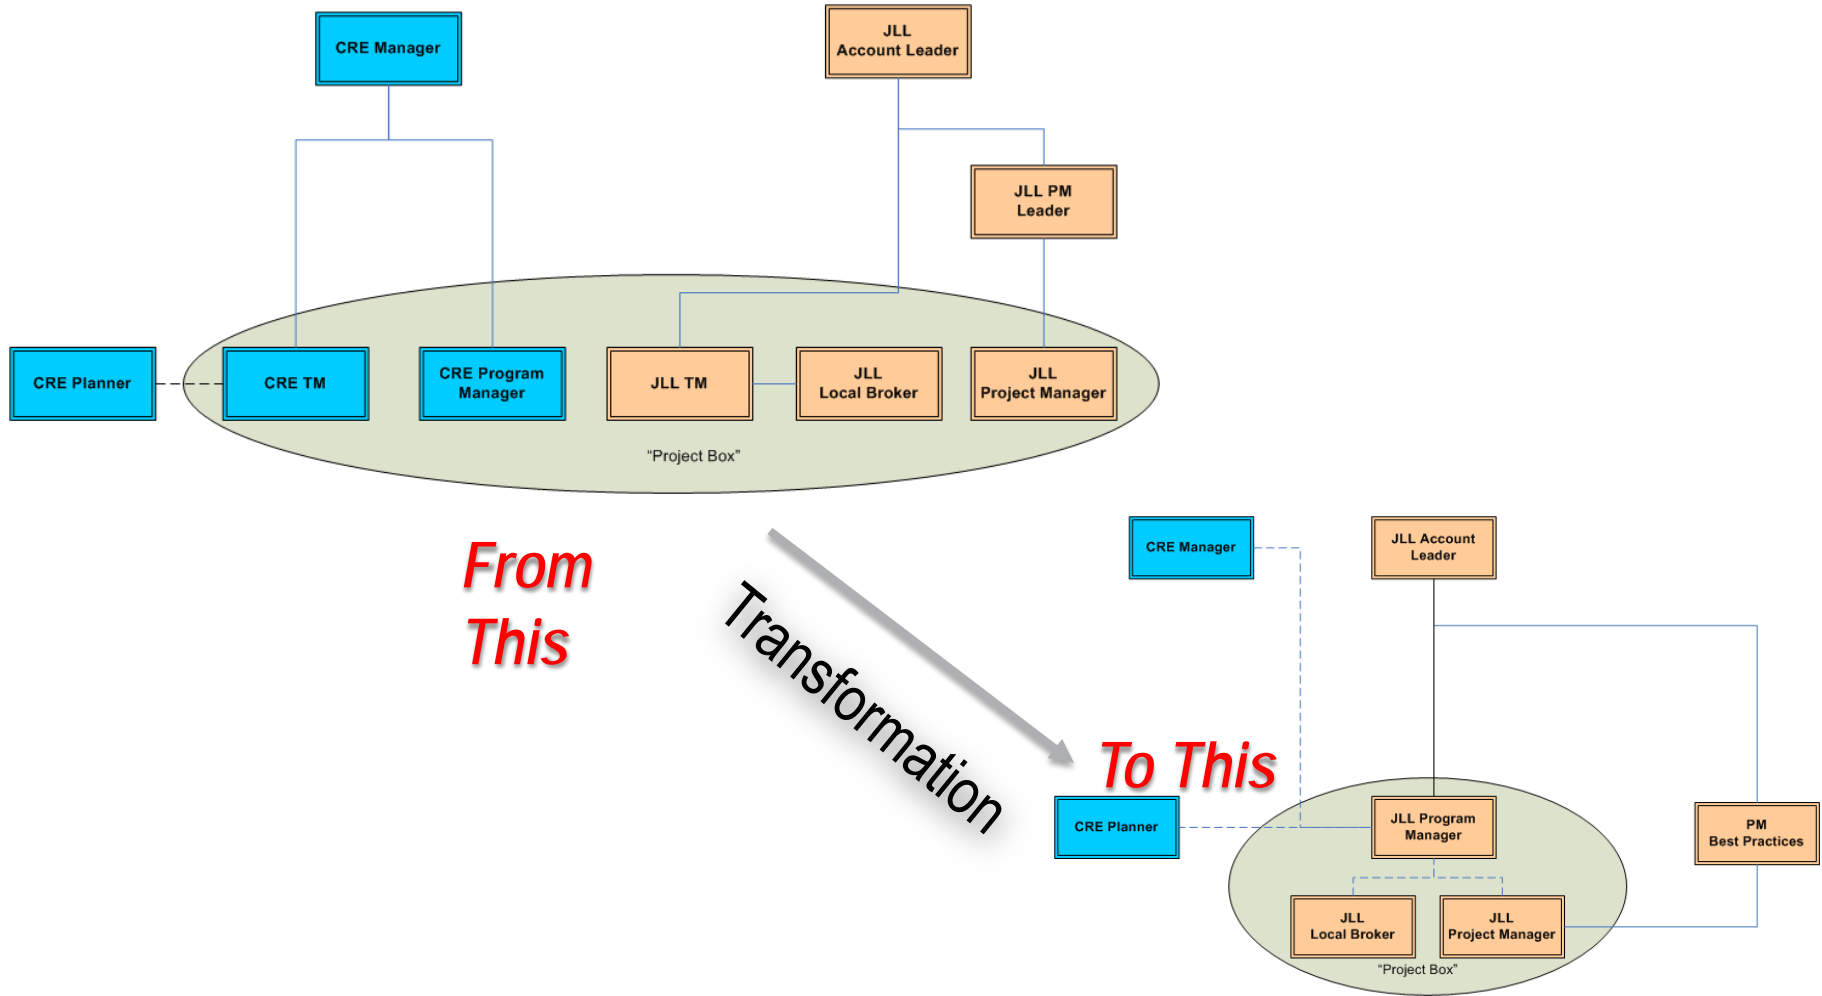 CRE Manager
JLL
Account Leader
JLL PM
Leader
CRE Planner
CRE TM
CRE Program
Manager
JLL TM
JLL
Local Broker
JLL
Project Manager
“Project Box”
From
This
Transformation
To This
CRE Manager
JLL Account
Leader
CRE Planner
JLL Program
Manager
PM
Best Practices
JLL
Local Broker
JLL
Project Manager
“Project Box”